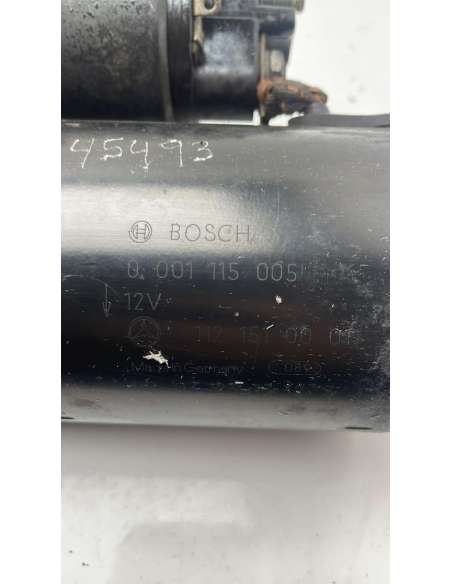 45493
BOSCH
0 001 115 005
12V
112 151 00 01
Made in Germany